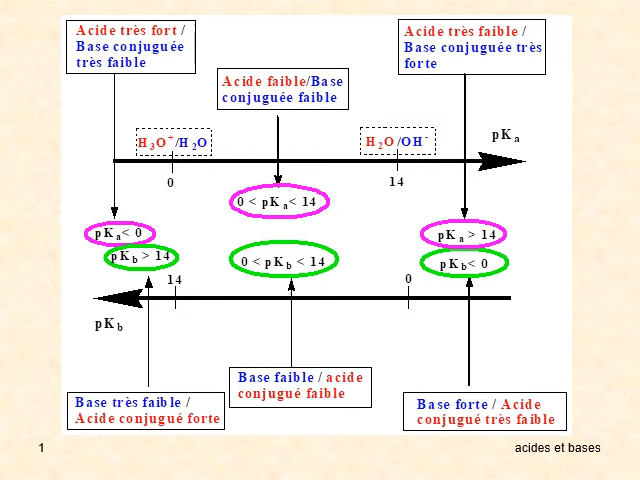 Acide très fort /
Base conjuguée
très faible
Acide très faible /
Base conjuguée très
forte
Acide faible/Base
conjuguée faible
H3O+/H2O
H2O/OH-
pKa
0
14
0 < pKa< 14
pKa< 0
pKa > 14
pKb > 14
0 < pKb < 14
pKb< 0
14
0
pKb
Base faible / acide
conjugué faible
Base très faible /
Acide conjugué forte
Base forte / Acide
conjugué très faible
1
acides et bases